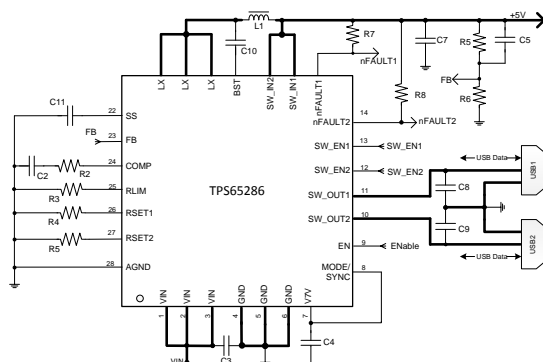 L1
+5V
C10
R7
C7
R5
C5
nFAULT1
FB
R6
LX
LX
LX
BST
SW_IN2
SW_IN1
nFAULT1
R8
C11
22
SS
nFAULT2
14
nFAULT2
FB
23
FB
SW_EN1
13
SW_EN1
C2
R2
24
COMP
SW_EN2
12
SW_EN2
USB Data
USB1
R3
25
RLIM
TPS65286
SW_OUT1
11
C8
R4
26
RSET1
SW_OUT2
10
C9
USB2
R5
27
RSET2
EN
9
ENable
USB Data
28
AGND
MODE/
SYNC
8
VIN
VIN
VIN
GND
GND
GND
V7V
1
2
3
4
5
6
7
C4
VIN
C3